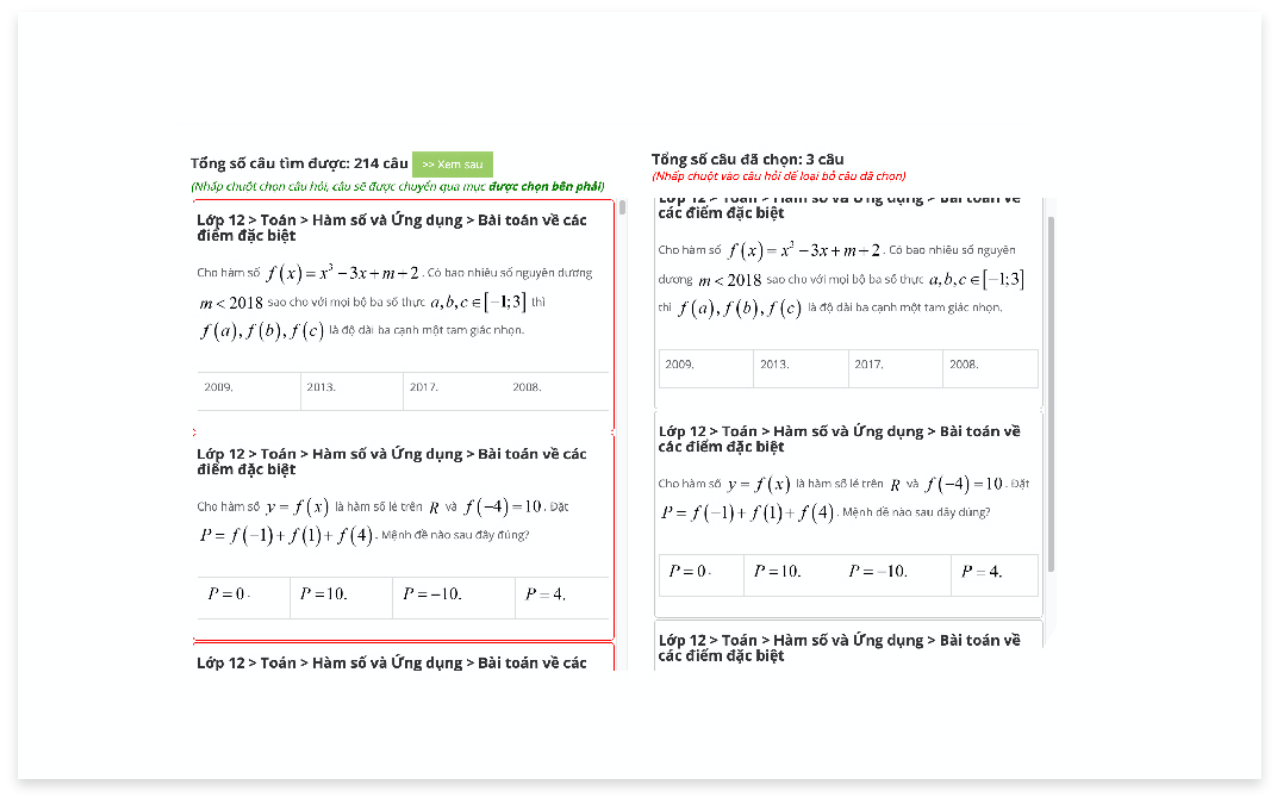 Tổng số câu tìm được: 214 câu >> Xem sau
(Nhấp chuột chọn câu hỏi, câu sẽ được chuyển qua mục được chọn bên phải)
Lớp 12 > Toán > Hàm số và Ứng dụng > Bài toán về các
điểm đặc biệt
Cho hàm số f(x) = x³ − 3x + m + 2. Có bao nhiêu số nguyên dương
m < 2018 sao cho với mọi bộ ba số thực a, b, c ∈ [−1;3] thì
f(a), f(b), f(c) là độ dài ba cạnh một tam giác nhọn.
2009. 2013. 2017. 2008.
Lớp 12 > Toán > Hàm số và Ứng dụng > Bài toán về các
điểm đặc biệt
Cho hàm số y = f(x) là hàm số lẻ trên R và f(−4) = 10. Đặt
P = f(−1) + f(1) + f(4). Mệnh đề nào sau đây đúng?
P = 0. P = 10. P = −10. P = 4.
Lớp 12 > Toán > Hàm số và Ứng dụng > Bài toán về các
Tổng số câu đã chọn: 3 câu
(Nhấp chuột vào câu hỏi để loại bỏ câu đã chọn)
Lớp 12 > Toán > Hàm số và Ứng dụng > Bài toán về
các điểm đặc biệt
Cho hàm số f(x) = x³ − 3x + m + 2. Có bao nhiêu số nguyên
dương m < 2018 sao cho với mọi bộ ba số thực a, b, c ∈ [−1;3]
thì f(a), f(b), f(c) là độ dài ba cạnh một tam giác nhọn.
2009. 2013. 2017. 2008.
Lớp 12 > Toán > Hàm số và Ứng dụng > Bài toán về
các điểm đặc biệt
Cho hàm số y = f(x) là hàm số lẻ trên R và f(−4) = 10. Đặt
P = f(−1) + f(1) + f(4). Mệnh đề nào sau đây đúng?
P = 0. P = 10. P = −10. P = 4.
Lớp 12 > Toán > Hàm số và Ứng dụng > Bài toán về
các điểm đặc biệt